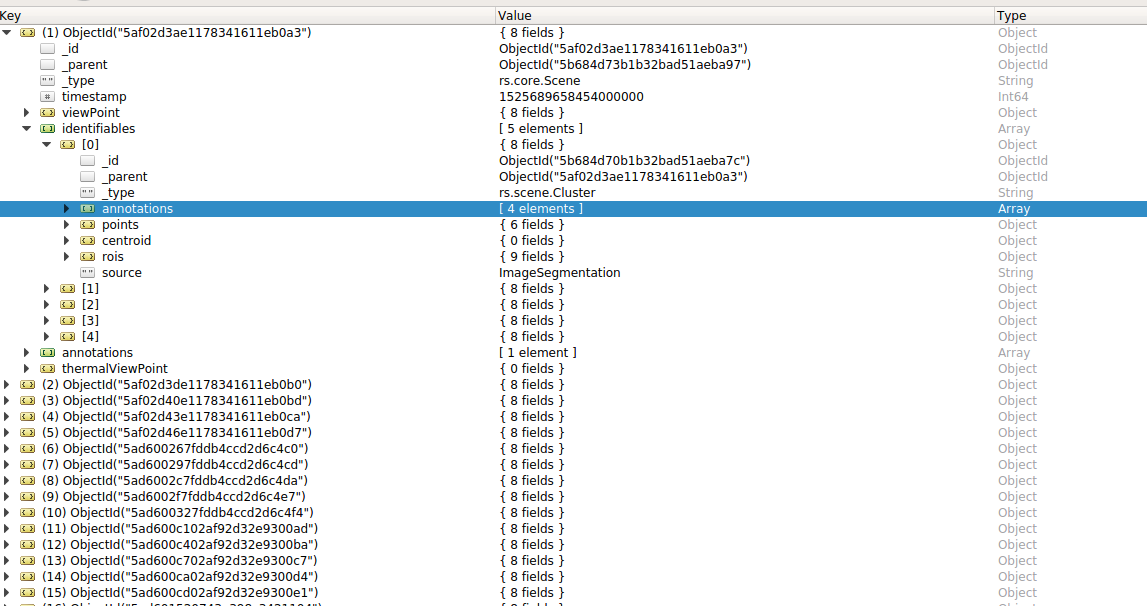 Key Value Type
(1) ObjectId("5af02d3ae1178341611eb0a3") { 8 fields } Object
_id ObjectId("5af02d3ae1178341611eb0a3") ObjectId
_parent ObjectId("5b684d73b1b32bad51aeba97") ObjectId
_type rs.core.Scene String
timestamp 1525689658454000000 Int64
viewPoint { 8 fields } Object
identifiables [ 5 elements ] Array
[0] { 8 fields } Object
_id ObjectId("5b684d70b1b32bad51aeba7c") ObjectId
_parent ObjectId("5af02d3ae1178341611eb0a3") ObjectId
_type rs.scene.Cluster String
annotations [ 4 elements ] Array
points { 6 fields } Object
centroid { 0 fields } Object
rois { 9 fields } Object
source ImageSegmentation String
[1] { 8 fields } Object
[2] { 8 fields } Object
[3] { 8 fields } Object
[4] { 8 fields } Object
annotations [ 1 element ] Array
thermalViewPoint { 0 fields } Object
(2) ObjectId("5af02d3de1178341611eb0b0") { 8 fields } Object
(3) ObjectId("5af02d40e1178341611eb0bd") { 8 fields } Object
(4) ObjectId("5af02d43e1178341611eb0ca") { 8 fields } Object
(5) ObjectId("5af02d46e1178341611eb0d7") { 8 fields } Object
(6) ObjectId("5ad600267fddb4ccd2d6c4c0") { 8 fields } Object
(7) ObjectId("5ad600297fddb4ccd2d6c4cd") { 8 fields } Object
(8) ObjectId("5ad6002c7fddb4ccd2d6c4da") { 8 fields } Object
(9) ObjectId("5ad6002f7fddb4ccd2d6c4e7") { 8 fields } Object
(10) ObjectId("5ad600327fddb4ccd2d6c4f4") { 8 fields } Object
(11) ObjectId("5ad600c102af92d32e9300ad") { 8 fields } Object
(12) ObjectId("5ad600c402af92d32e9300ba") { 8 fields } Object
(13) ObjectId("5ad600c702af92d32e9300c7") { 8 fields } Object
(14) ObjectId("5ad600ca02af92d32e9300d4") { 8 fields } Object
(15) ObjectId("5ad600cd02af92d32e9300e1") { 8 fields } Object